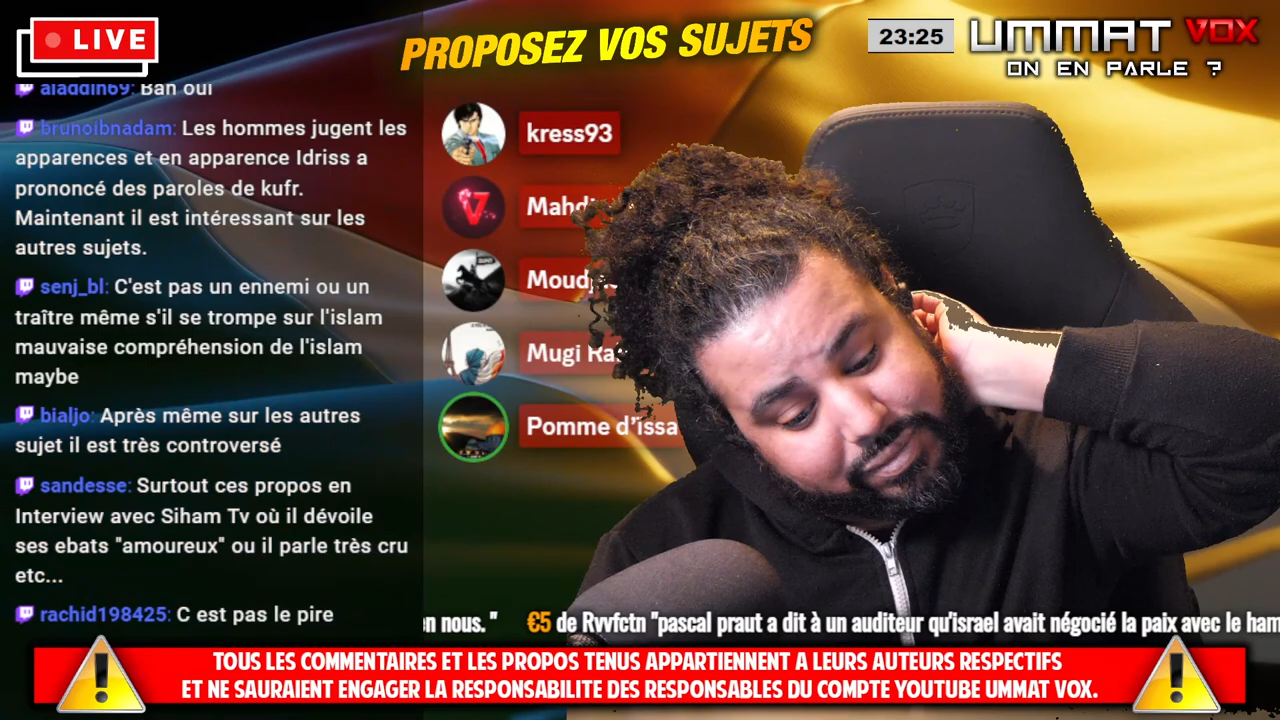 LIVE
PROPOSEZ VOS SUJETS
23:25
UMMAT VOX
ON EN PARLE ?
aladdin69: Bah oui
brunoibnadam: Les hommes jugent les
apparences et en apparence Idriss a
prononcé des paroles de kufr.
Maintenant il est intéressant sur les
autres sujets.
senj_bl: C'est pas un ennemi ou un
traître même s'il se trompe sur l'islam
mauvaise compréhension de l'islam
maybe
bialjo: Après même sur les autres
sujet il est très controversé
sandesse: Surtout ces propos en
Interview avec Siham Tv où il dévoile
ses ebats "amoureux" ou il parle très cru
etc...
rachid198425: C est pas le pire
kress93
Mugi
Pomme d'issa
en nous. " €5 de Rvvfctn "pascal praut a dit à un auditeur qu'israel avait négocié la paix avec le ham
TOUS LES COMMENTAIRES ET LES PROPOS TENUS APPARTIENNENT A LEURS AUTEURS RESPECTIFS
ET NE SAURAIENT ENGAGER LA RESPONSABILITE DES RESPONSABLES DU COMPTE YOUTUBE UMMAT VOX.